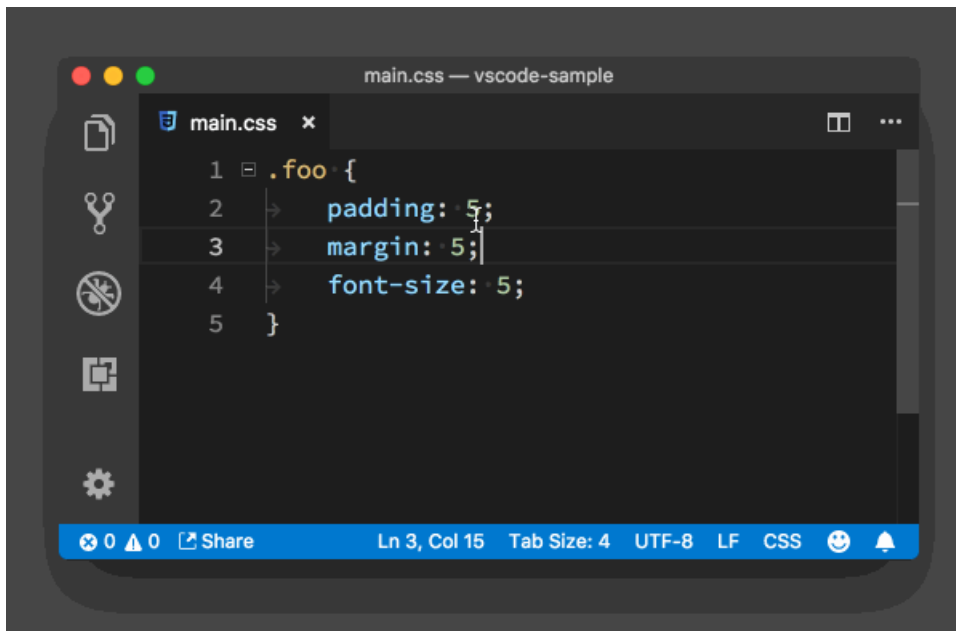 main.css — vscode-sample
main.css ×
1 .foo {
2 padding: 5;
3 margin: 5;
4 font-size: 5;
5 }
0 0 Share Ln 3, Col 15 Tab Size: 4 UTF-8 LF CSS